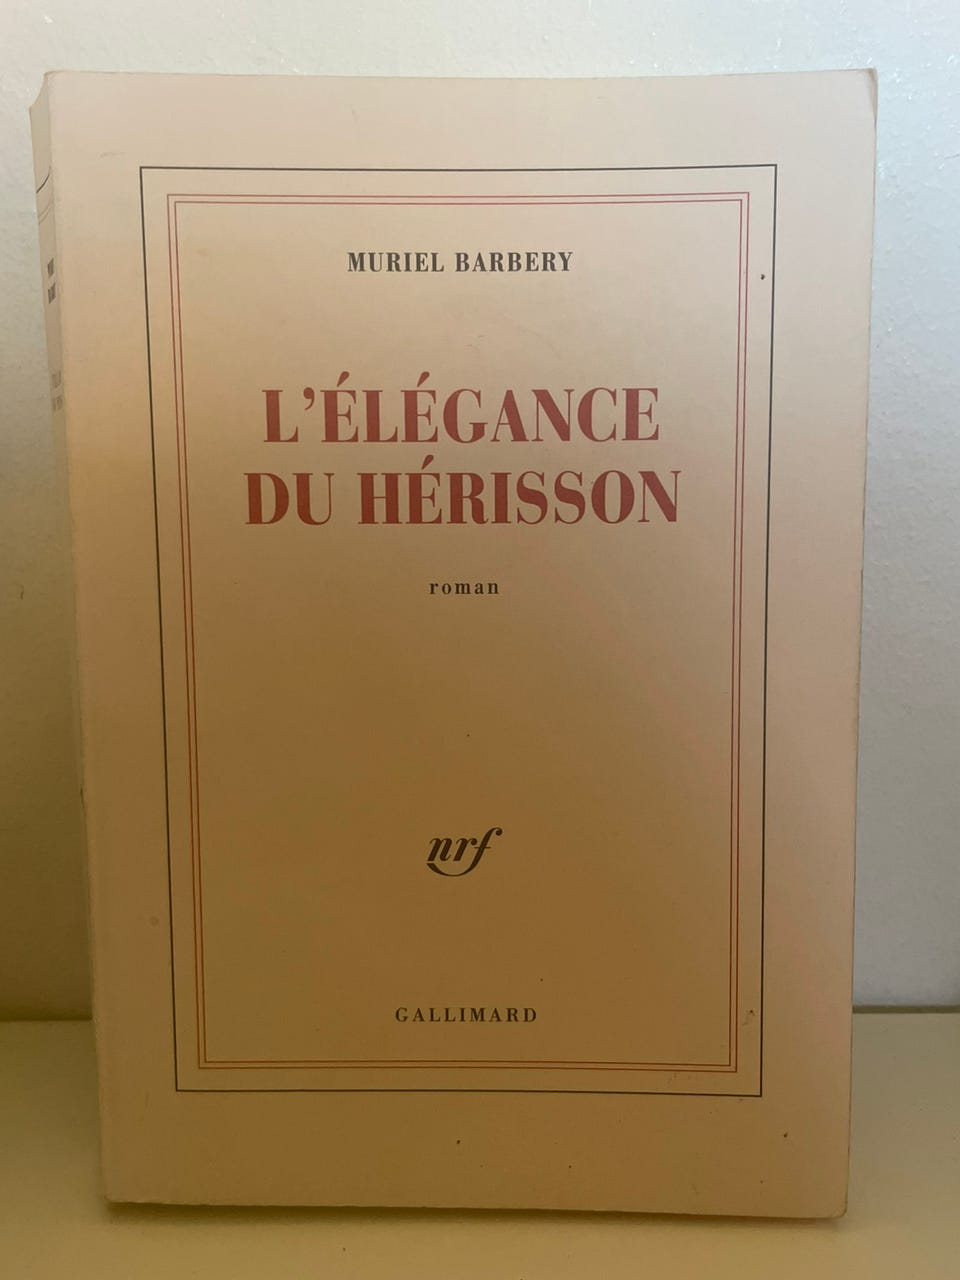 MURIEL BARBERY
L'ÉLÉGANCE
DU HÉRISSON
roman
nrf
GALLIMARD